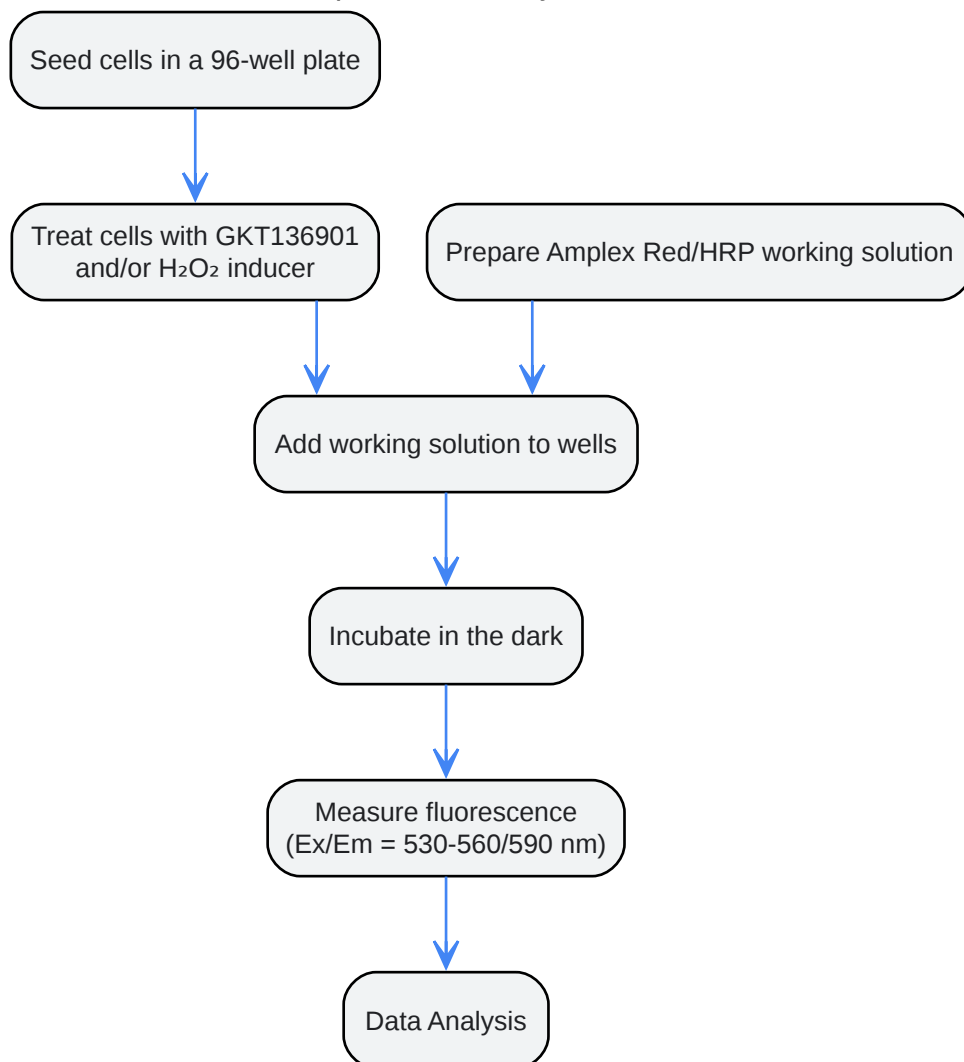 Seed cells in a 96-well plate
Treat cells with GKT136901
and/or H₂O₂ inducer
Prepare Amplex Red/HRP working solution
Add working solution to wells
Incubate in the dark
Measure fluorescence
(Ex/Em = 530-560/590 nm)
Data Analysis